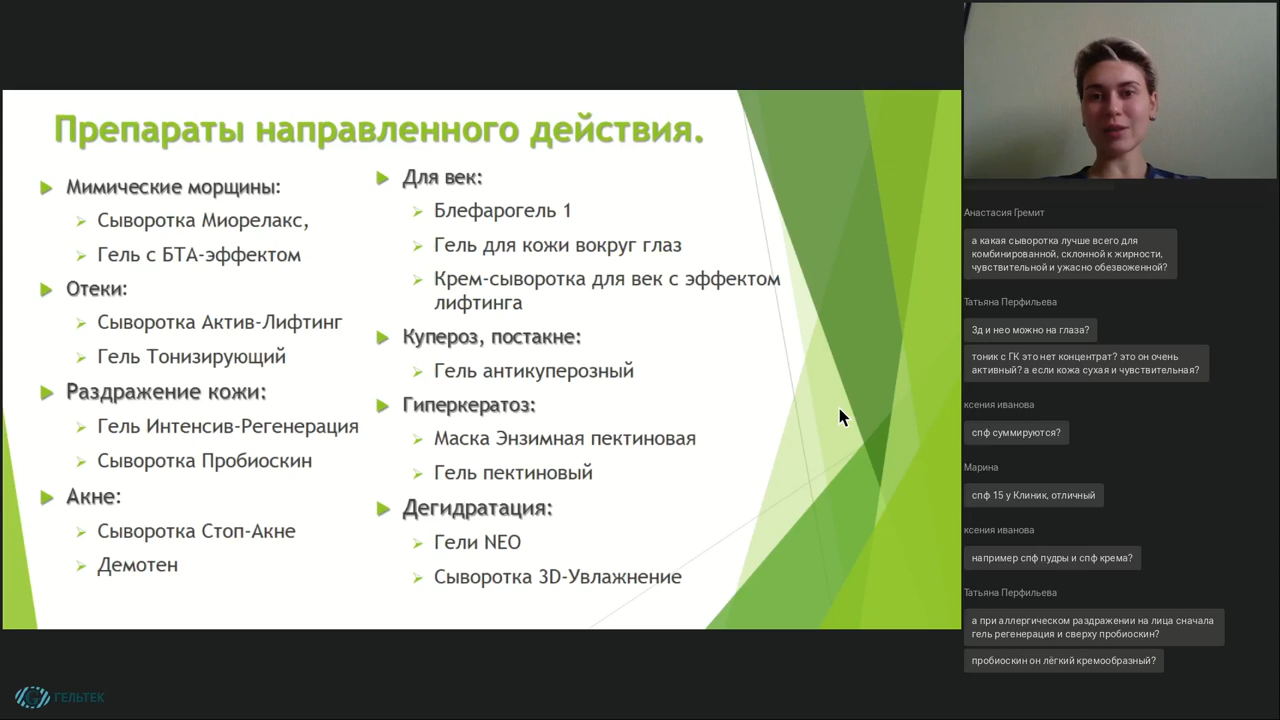 Препараты направленного действия.
Мимические морщины:
Сыворотка Миорелакс,
Гель с БТА-эффектом
Отеки:
Сыворотка Актив-Лифтинг
Гель Тонизирующий
Раздражение кожи:
Гель Интенсив-Регенерация
Сыворотка Пробиоскин
Акне:
Сыворотка Стоп-Акне
Демотен
Для век:
Блефарогель 1
Гель для кожи вокруг глаз
Крем-сыворотка для век с эффектом
лифтинга
Купероз, постакне:
Гель антикуперозный
Гиперкератоз:
Маска Энзимная пектиновая
Гель пектиновый
Дегидратация:
Гели NEO
Сыворотка 3D-Увлажнение
Анастасия Гремит
а какая сыворотка лучше всего для
комбинированной, склонной к жирности,
чувствительной и ужасно обезвоженной?
Татьяна Перфильева
3д и нео можно на глаза?
тоник с ГК это нет концентрат? это он очень
активный? а если кожа сухая и чувствительная?
ксения иванова
спф суммируются?
Марина
спф 15 у Клиник, отличный
ксения иванова
например спф пудры и спф крема?
Татьяна Перфильева
а при аллергическом раздражении на лица сначала
гель регенерация и сверху пробиоскин?
пробиоскин он лёгкий кремообразный?
ГЕЛЬТЕК